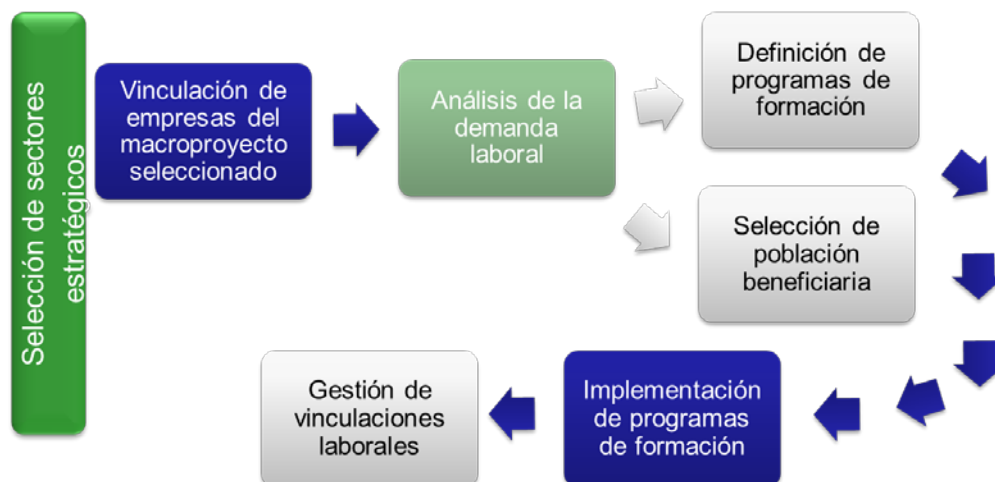 Selección de sectores
estratégicos
Vinculación de
empresas del
macroproyecto
seleccionado
Análisis de la
demanda
laboral
Definición de
programas de
formación
Selección de
población
beneficiaria
Implementación
de programas
de formación
Gestión de
vinculaciones
laborales